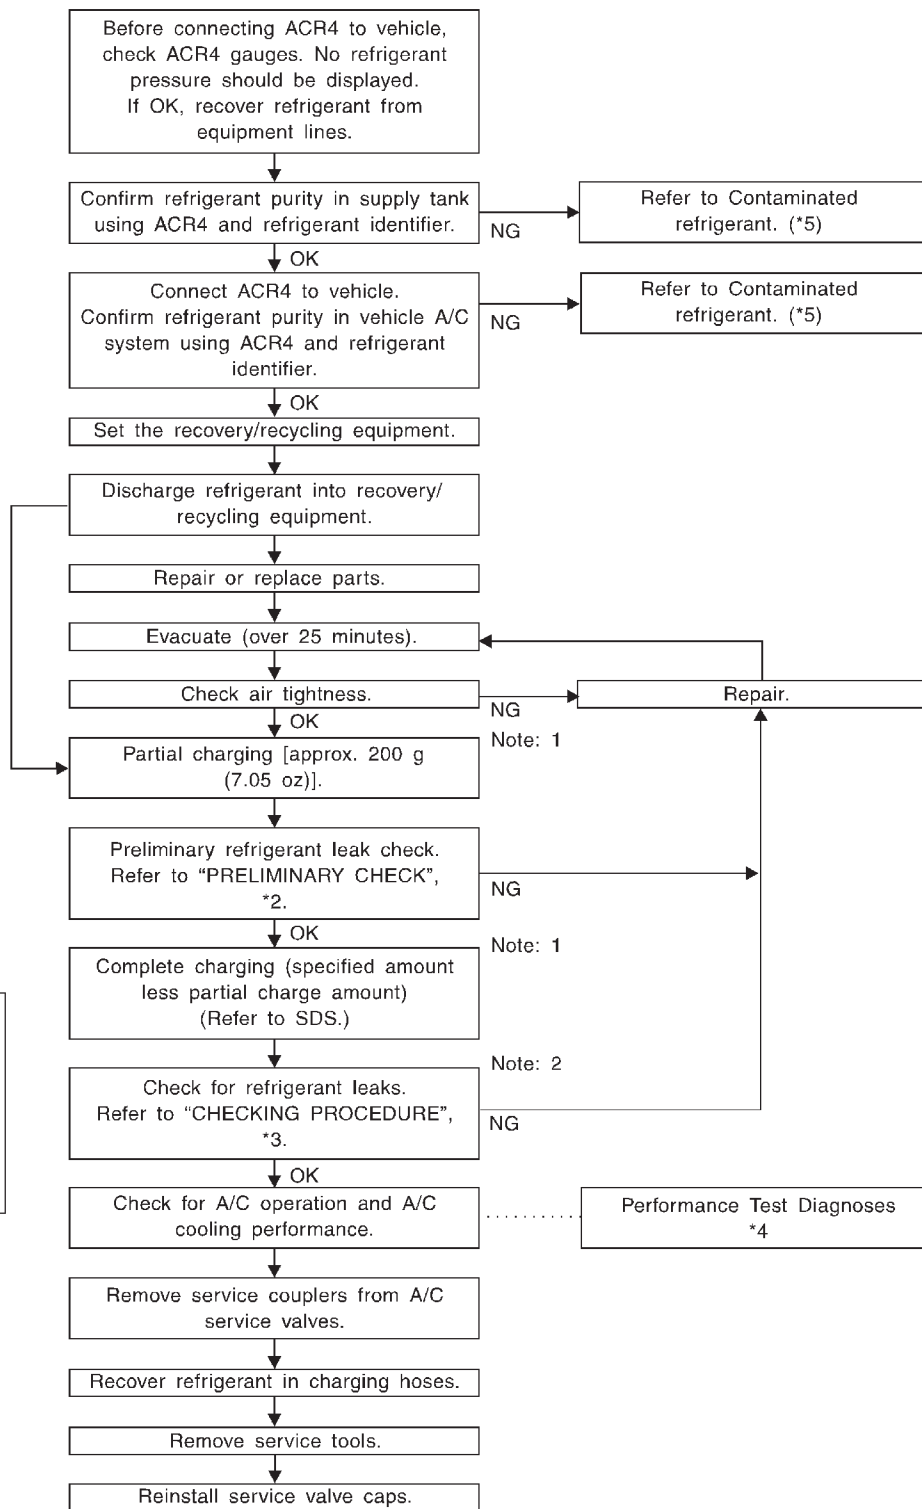 Before connecting ACR4 to vehicle,
check ACR4 gauges. No refrigerant
pressure should be displayed.
If OK, recover refrigerant from
equipment lines.
Confirm refrigerant purity in supply tank
using ACR4 and refrigerant identifier.
NG
Refer to Contaminated
refrigerant. (*5)
OK
Connect ACR4 to vehicle.
Confirm refrigerant purity in vehicle A/C
system using ACR4 and refrigerant
identifier.
NG
Refer to Contaminated
refrigerant. (*5)
OK
Set the recovery/recycling equipment.
Discharge refrigerant into recovery/
recycling equipment.
Repair or replace parts.
Evacuate (over 25 minutes).
Check air tightness.
NG
Repair.
OK
Note: 1
Partial charging [approx. 200 g
(7.05 oz)].
Preliminary refrigerant leak check.
Refer to “PRELIMINARY CHECK”,
*2.
NG
OK
Note: 1
Complete charging (specified amount
less partial charge amount)
(Refer to SDS.)
Note: 2
Check for refrigerant leaks.
Refer to “CHECKING PROCEDURE”,
*3.
NG
OK
Check for A/C operation and A/C
cooling performance.
Performance Test Diagnoses
*4
Remove service couplers from A/C
service valves.
Recover refrigerant in charging hoses.
Remove service tools.
Reinstall service valve caps.